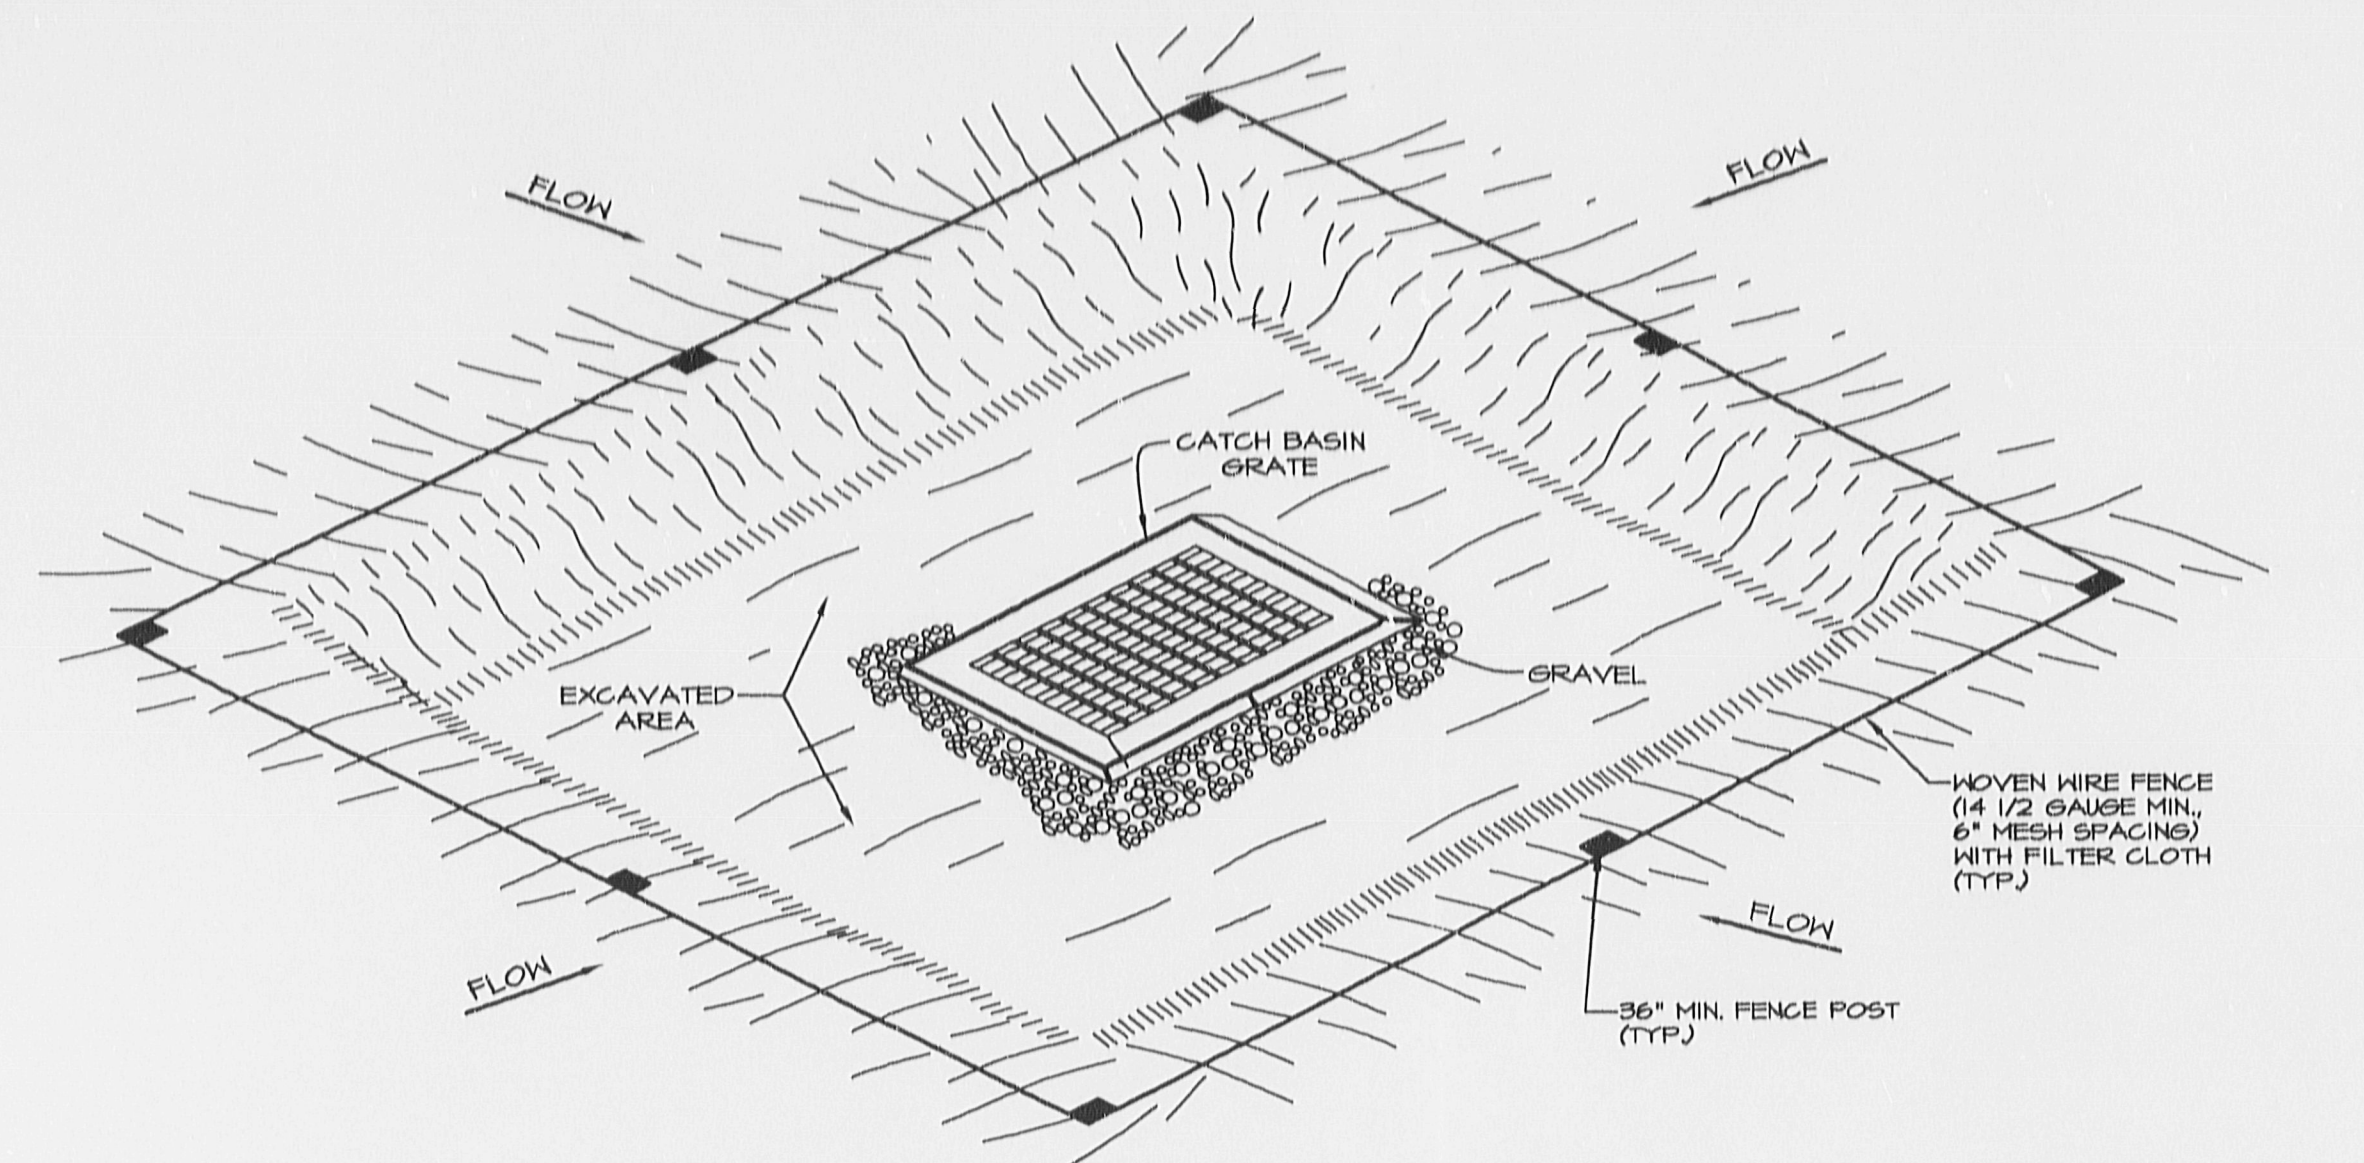 FLOW
FLOW
CATCH BASIN
GRATE
EXCAVATED
AREA
GRAVEL
WOVEN WIRE FENCE
(14 1/2 GAUGE MIN.,
6" MESH SPACING)
WITH FILTER CLOTH
(TYP.)
FLOW
FLOW
36" MIN. FENCE POST
(TYP.)